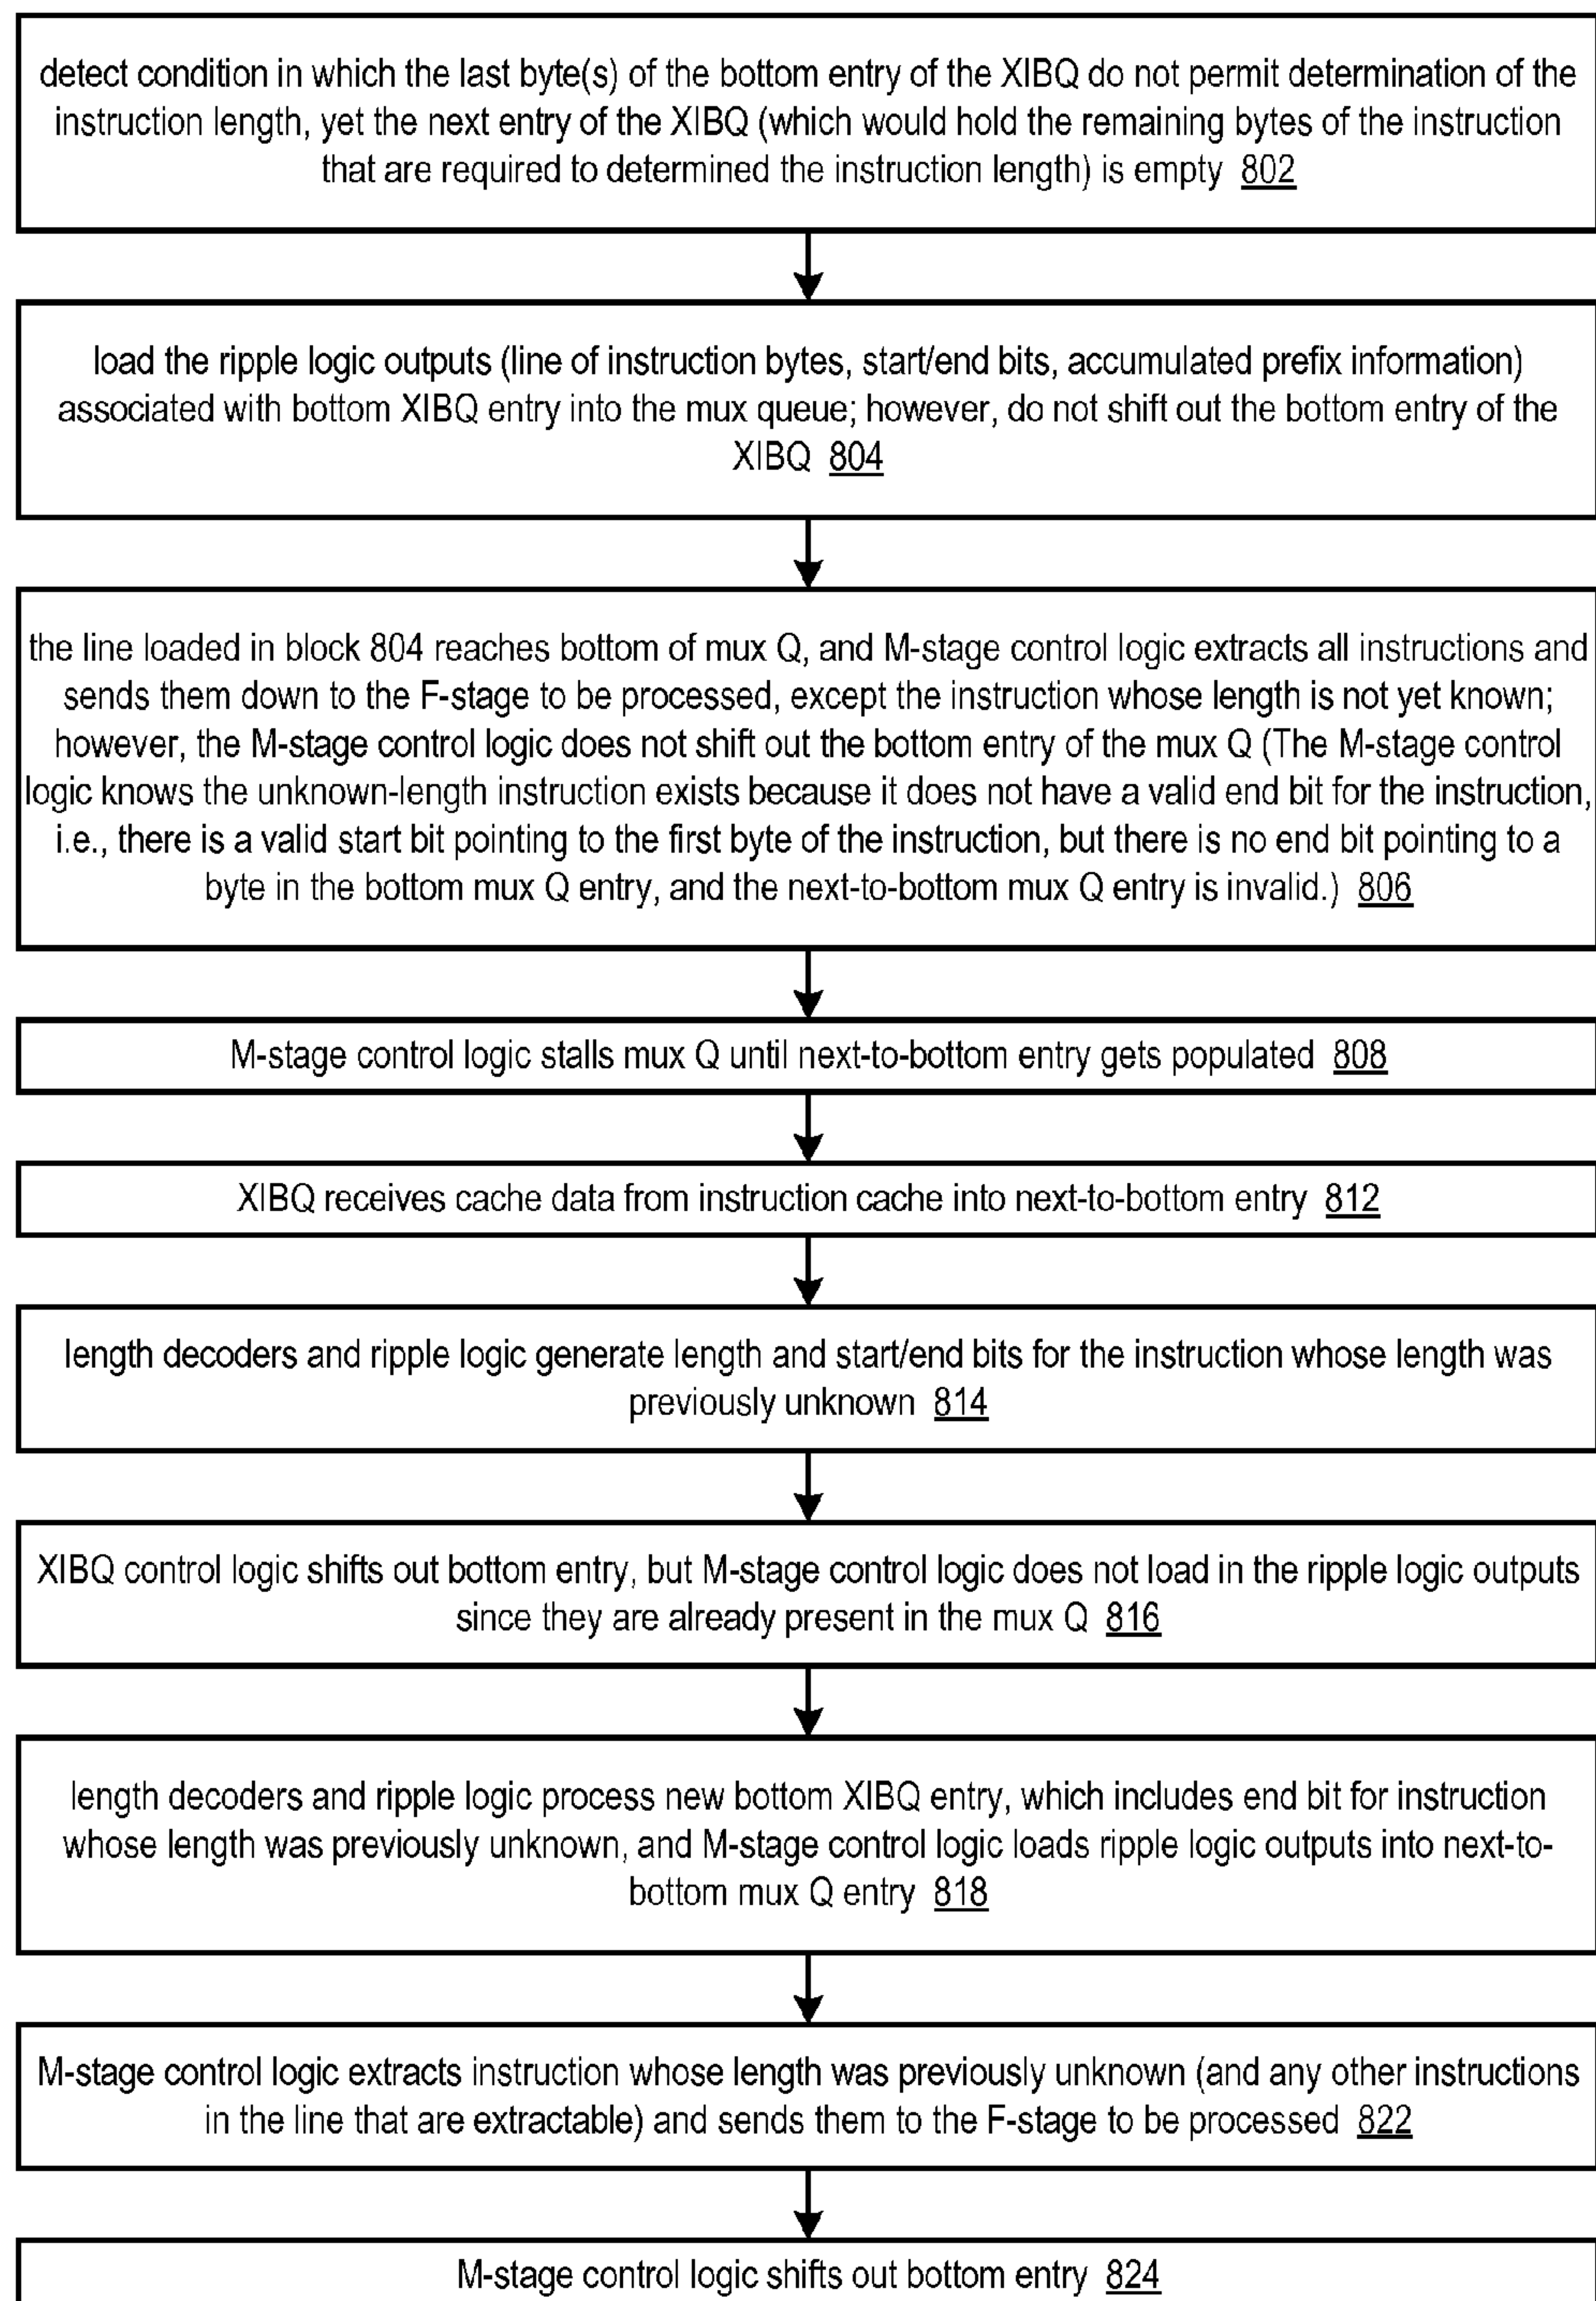 detect condition in which the last byte(s) of the bottom entry of the XIBQ do not permit determination of the
instruction length, yet the next entry of the XIBQ (which would hold the remaining bytes of the instruction
that are required to determined the instruction length) is empty 802
load the ripple logic outputs (line of instruction bytes, start/end bits, accumulated prefix information)
associated with bottom XIBQ entry into the mux queue; however, do not shift out the bottom entry of the
XIBQ 804
the line loaded in block 804 reaches bottom of mux Q, and M-stage control logic extracts all instructions and
sends them down to the F-stage to be processed, except the instruction whose length is not yet known;
however, the M-stage control logic does not shift out the bottom entry of the mux Q (The M-stage control
logic knows the unknown-length instruction exists because it does not have a valid end bit for the instruction,
i.e., there is a valid start bit pointing to the first byte of the instruction, but there is no end bit pointing to a
byte in the bottom mux Q entry, and the next-to-bottom mux Q entry is invalid.) 806
M-stage control logic stalls mux Q until next-to-bottom entry gets populated 808
XIBQ receives cache data from instruction cache into next-to-bottom entry 812
length decoders and ripple logic generate length and start/end bits for the instruction whose length was
previously unknown 814
XIBQ control logic shifts out bottom entry, but M-stage control logic does not load in the ripple logic outputs
since they are already present in the mux Q 816
length decoders and ripple logic process new bottom XIBQ entry, which includes end bit for instruction
whose length was previously unknown, and M-stage control logic loads ripple logic outputs into next-to-
bottom mux Q entry 818
M-stage control logic extracts instruction whose length was previously unknown (and any other instructions
in the line that are extractable) and sends them to the F-stage to be processed 822
M-stage control logic shifts out bottom entry 824